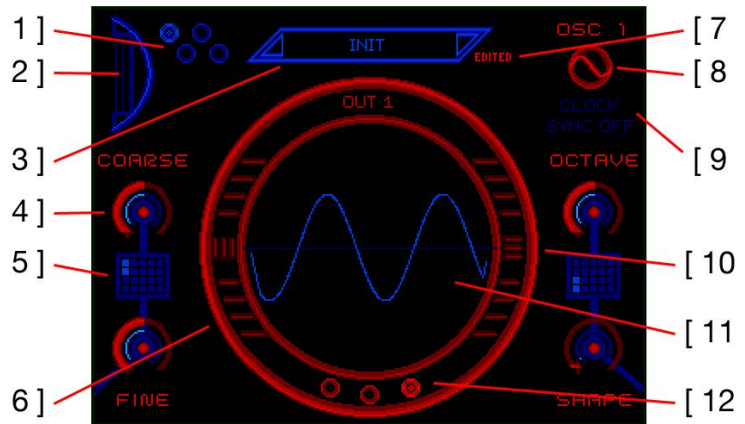 1 ]
2 ]
3 ]
4 ]
5 ]
6 ]
INIT
EDITED
OUT 1
OSC 1
CLOCK
SYNC OFF
COARSE
OCTAVE
FINE
SHAPE
[ 7
[ 8
[ 9
[ 10
[ 11
[ 12